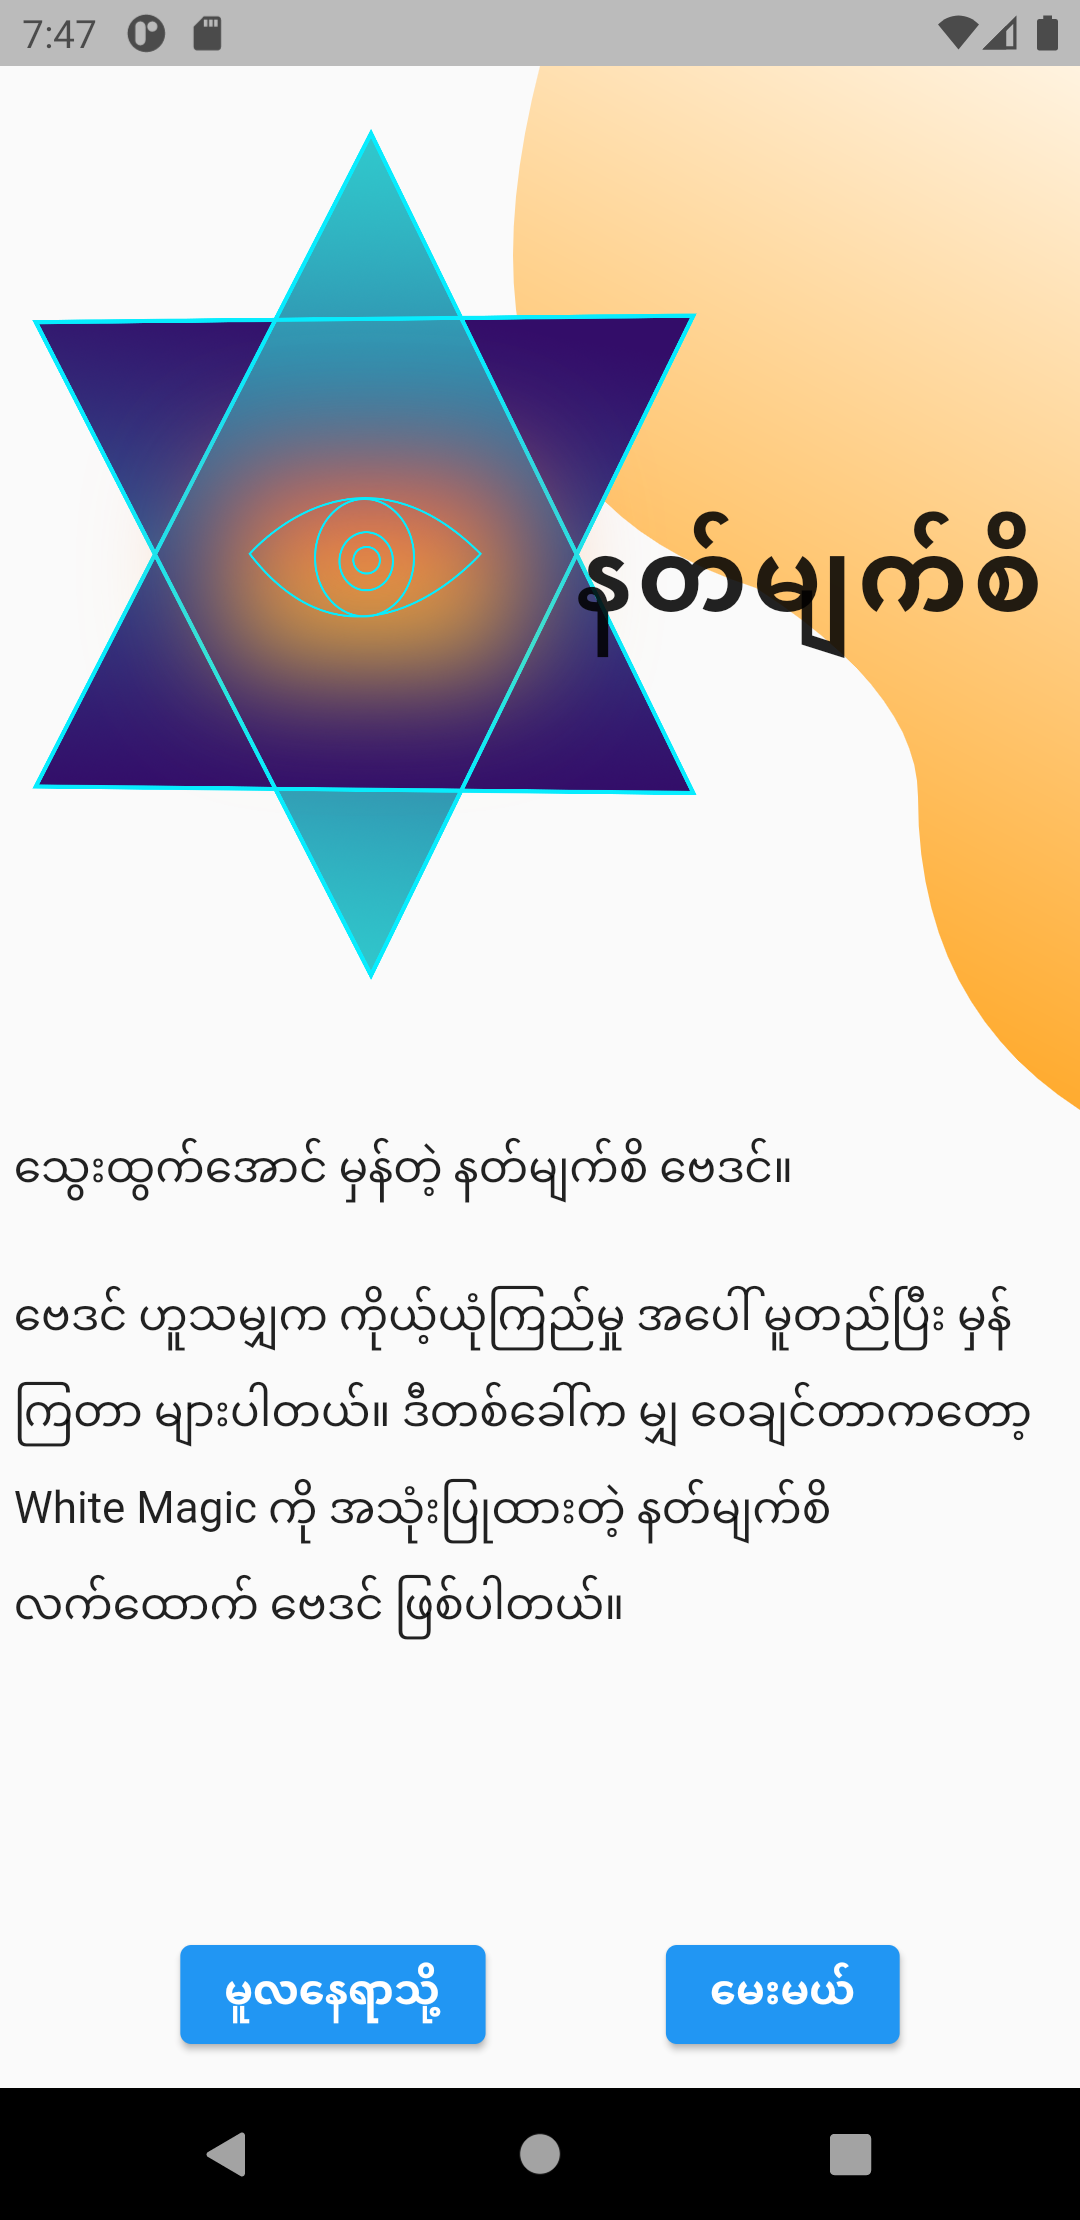 7:47
နတ်မျက်စိ
သွေးထွက်အောင် မှန်တဲ့ နတ်မျက်စိ ဗေဒင်။
ဗေဒင် ဟူသမျှက ကိုယ့်ယုံကြည်မှု အပေါ် မူတည်ပြီး မှန်
ကြတာ များပါတယ်။ ဒီတစ်ခေါ်က မျှ ဝေချင်တာကတော့
White Magic ကို အသုံးပြုထားတဲ့ နတ်မျက်စိ
လက်ထောက် ဗေဒင် ဖြစ်ပါတယ်။
မူလနေရာသို့
မေးမယ်